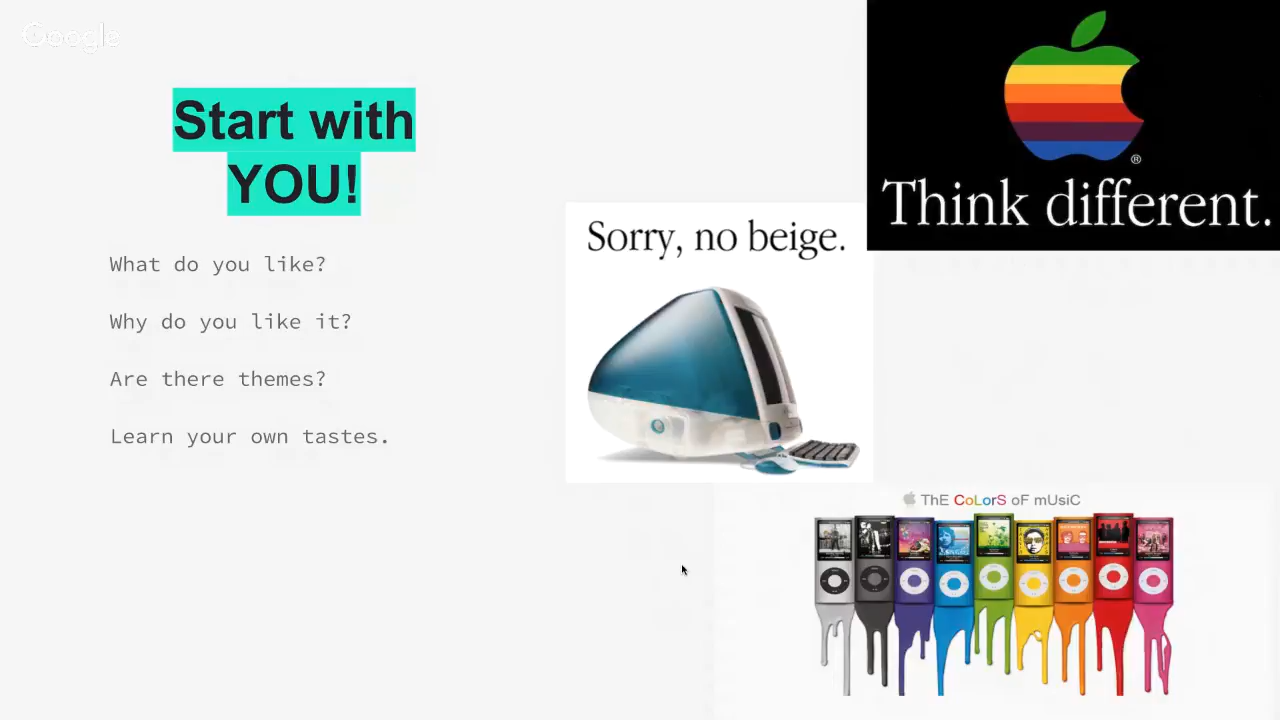 Google
Start with
YOU!
What do you like?
Why do you like it?
Are there themes?
Learn your own tastes.
Sorry, no beige.
®
Think different.
ThE CoLorS oF mUsiC